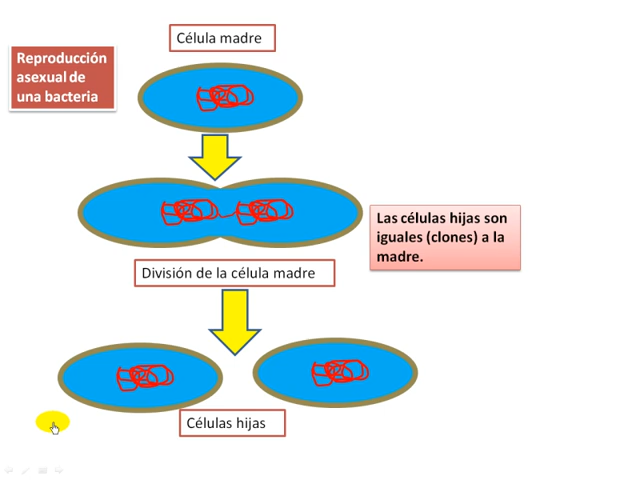 Célula madre
Reproducción
asexual de
una bacteria
Las células hijas son
iguales (clones) a la
madre.
División de la célula madre
Células hijas